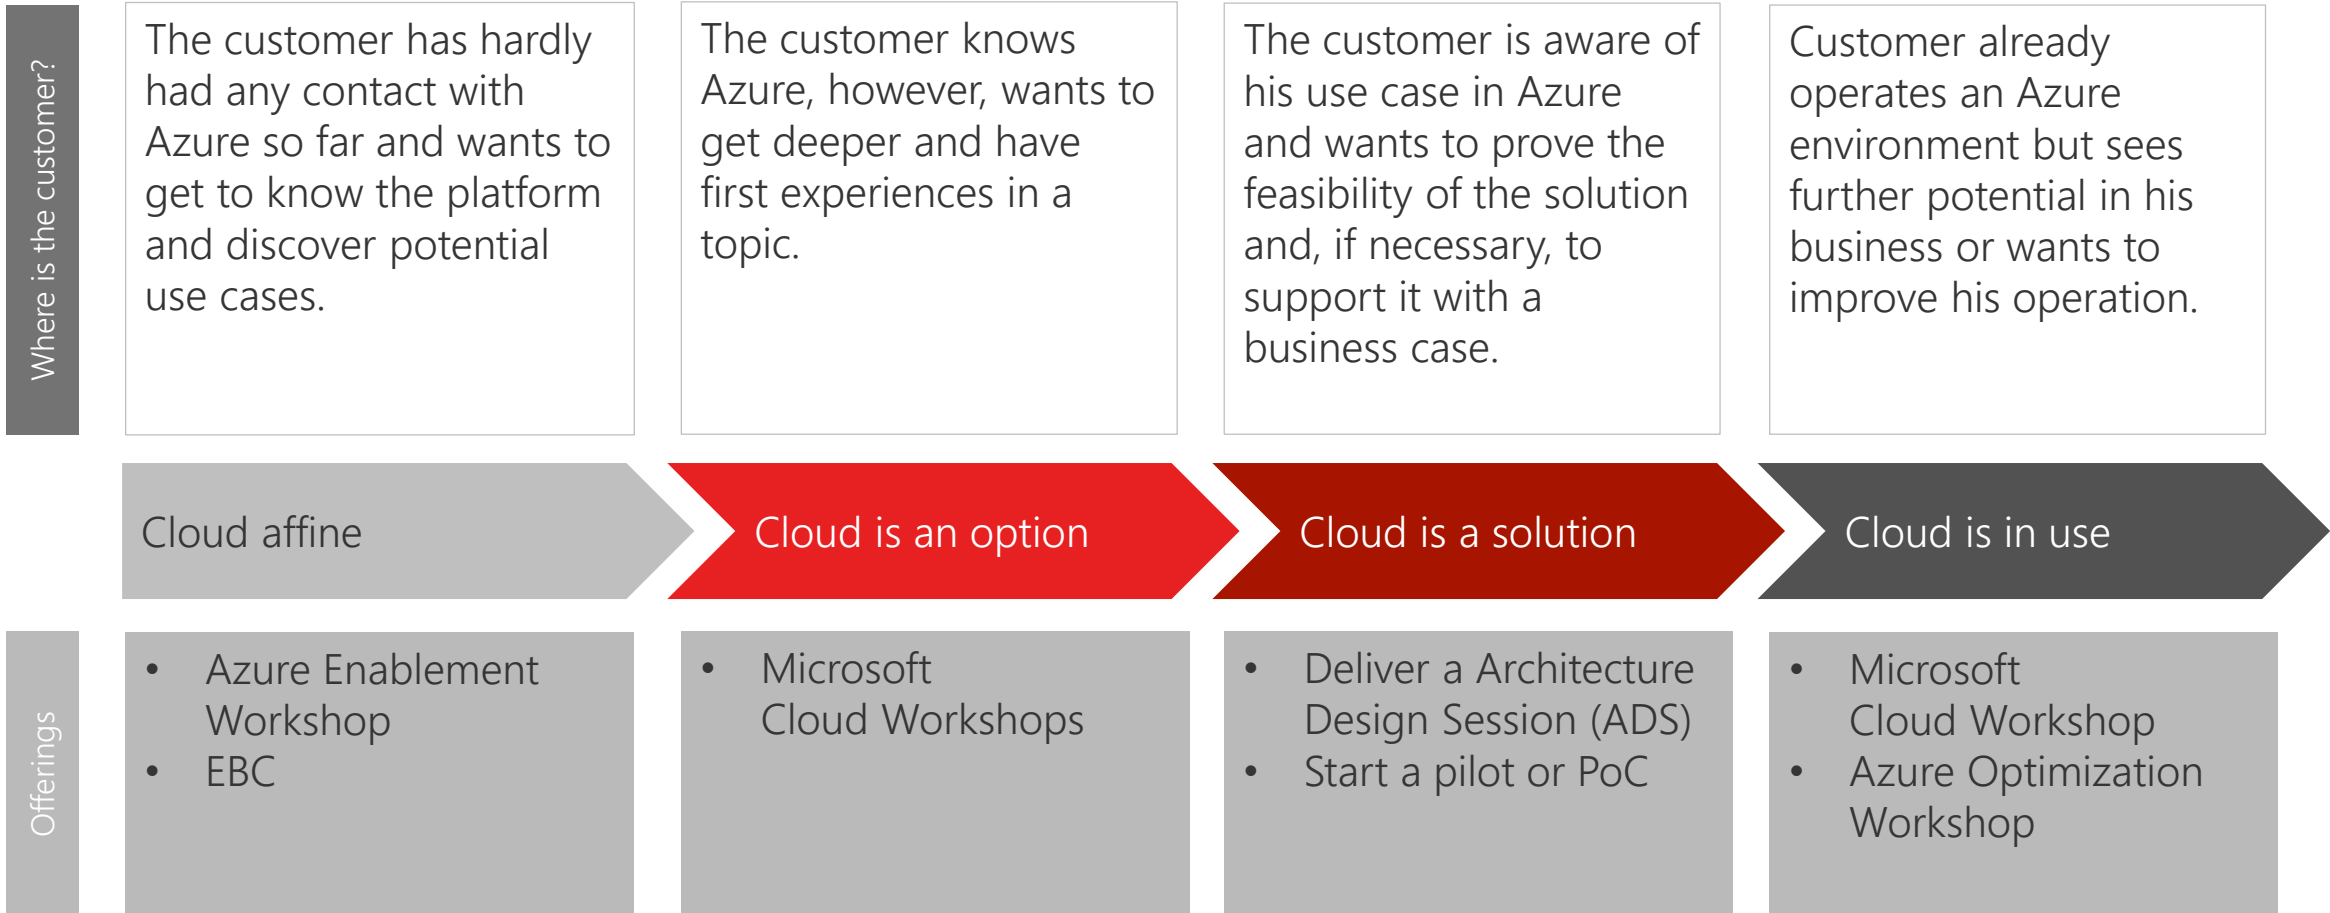 Where is the customer?
The customer has hardly
had any contact with
Azure so far and wants to
get to know the platform
and discover potential
use cases.
The customer knows
Azure, however, wants to
get deeper and have
first experiences in a
topic.
The customer is aware of
his use case in Azure
and wants to prove the
feasibility of the solution
and, if necessary, to
support it with a
business case.
Customer already
operates an Azure
environment but sees
further potential in his
business or wants to
improve his operation.
Cloud affine
Cloud is an option
Cloud is a solution
Cloud is in use
Offerings
• Azure Enablement
Workshop
• EBC
• Microsoft
Cloud Workshops
• Deliver a Architecture
Design Session (ADS)
• Start a pilot or PoC
• Microsoft
Cloud Workshop
• Azure Optimization
Workshop